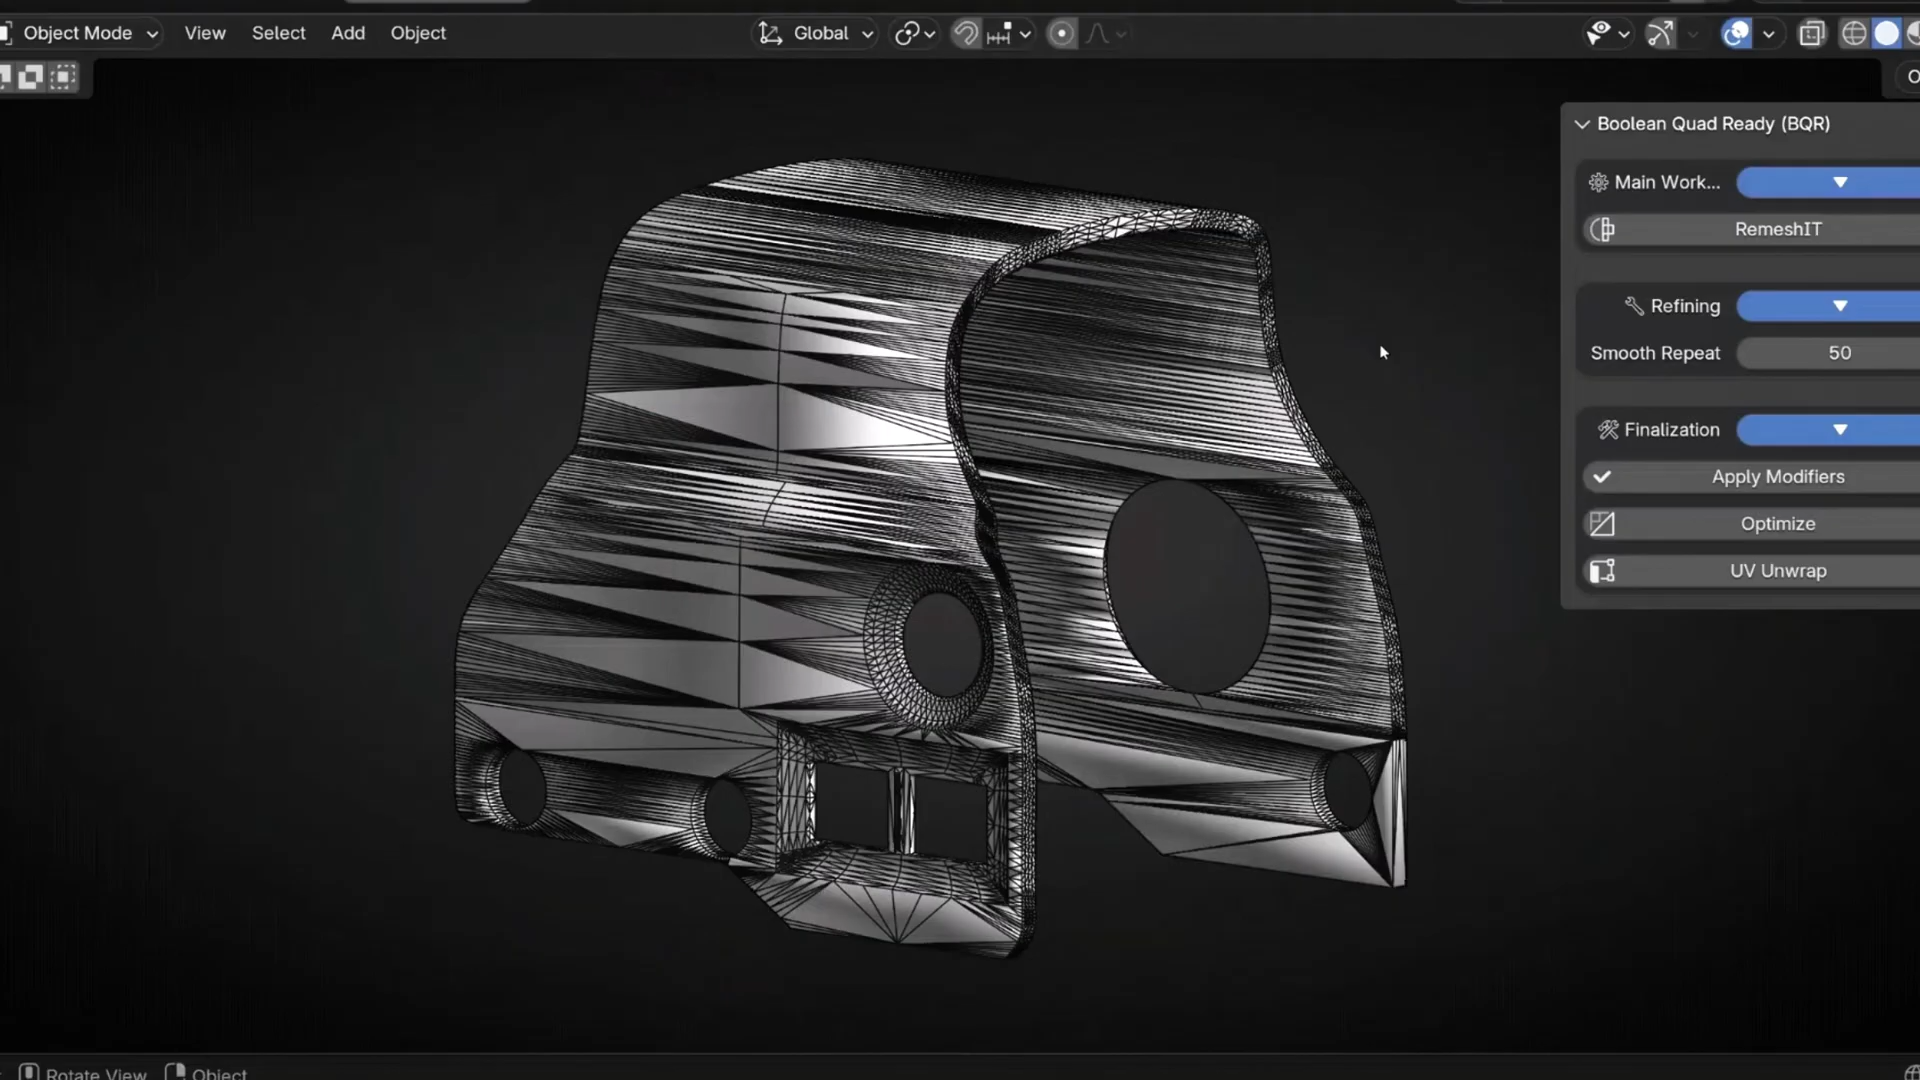 Object Mode View Select Add Object Global
Boolean Quad Ready (BQR)
Main Work...
RemeshIT
Refining
Smooth Repeat 50
Finalization
Apply Modifiers
Optimize
UV Unwrap
Rotate View Object